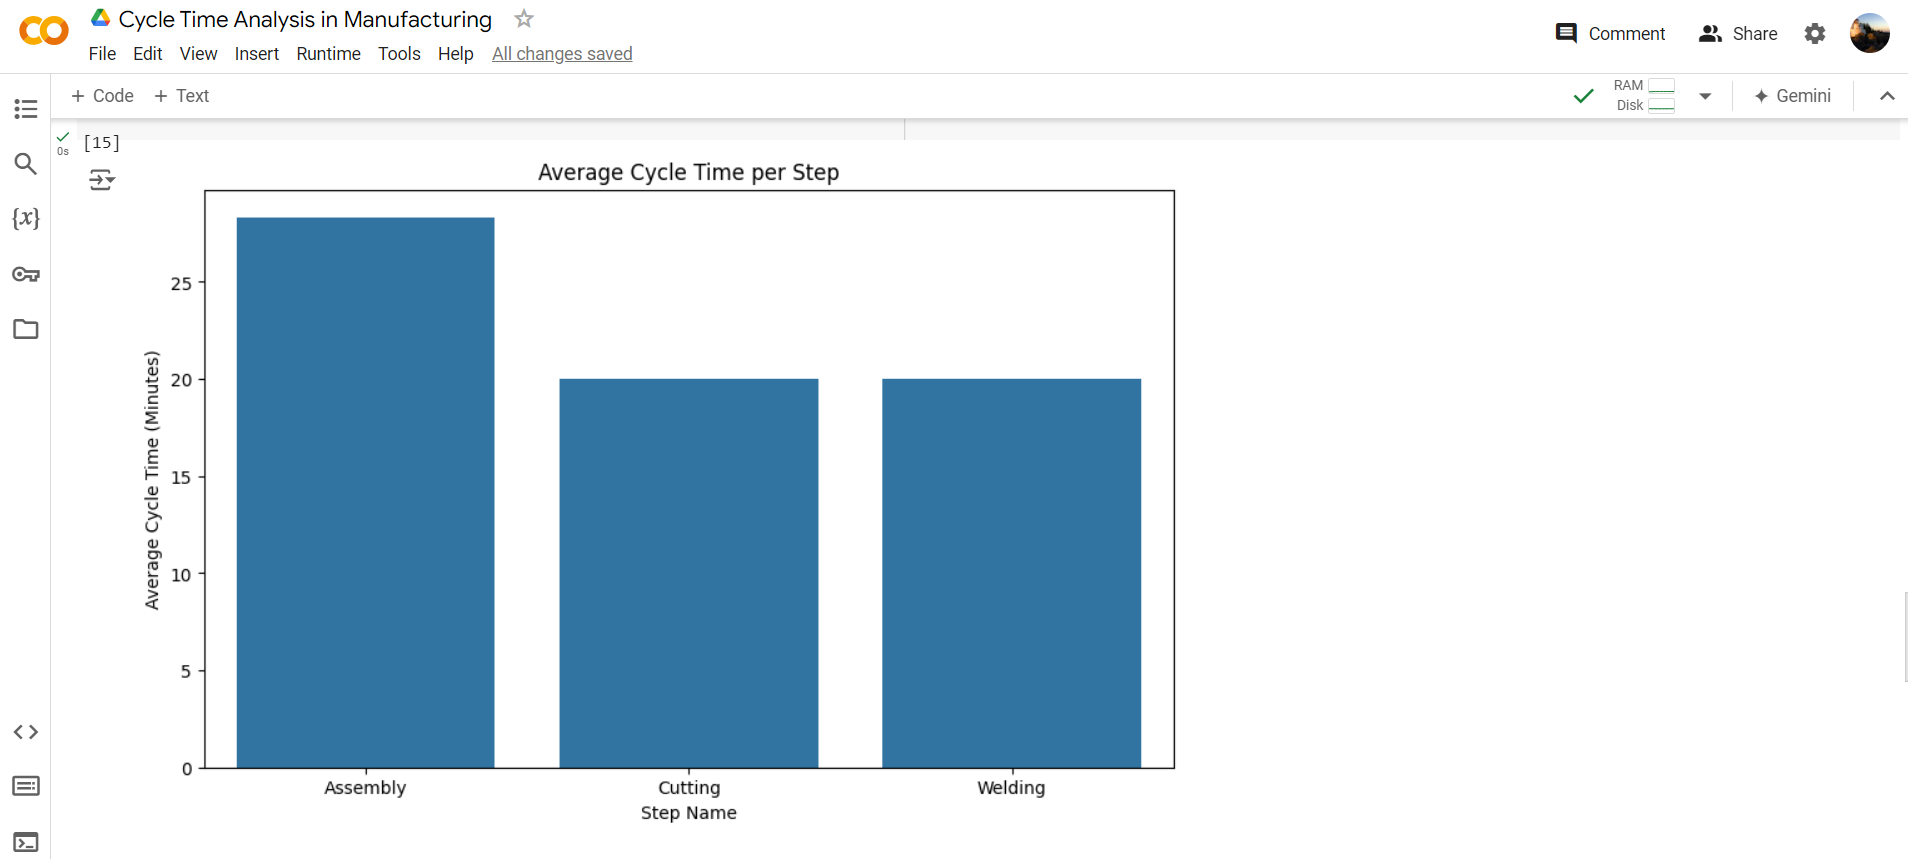 Cycle Time Analysis in Manufacturing
File Edit View Insert Runtime Tools Help All changes saved
Comment Share
+ Code + Text
RAM
Disk
Gemini
[15]
0s
{x}
Average Cycle Time per Step
Average Cycle Time (Minutes)
25
20
15
10
5
0
Assembly Cutting Welding
Step Name